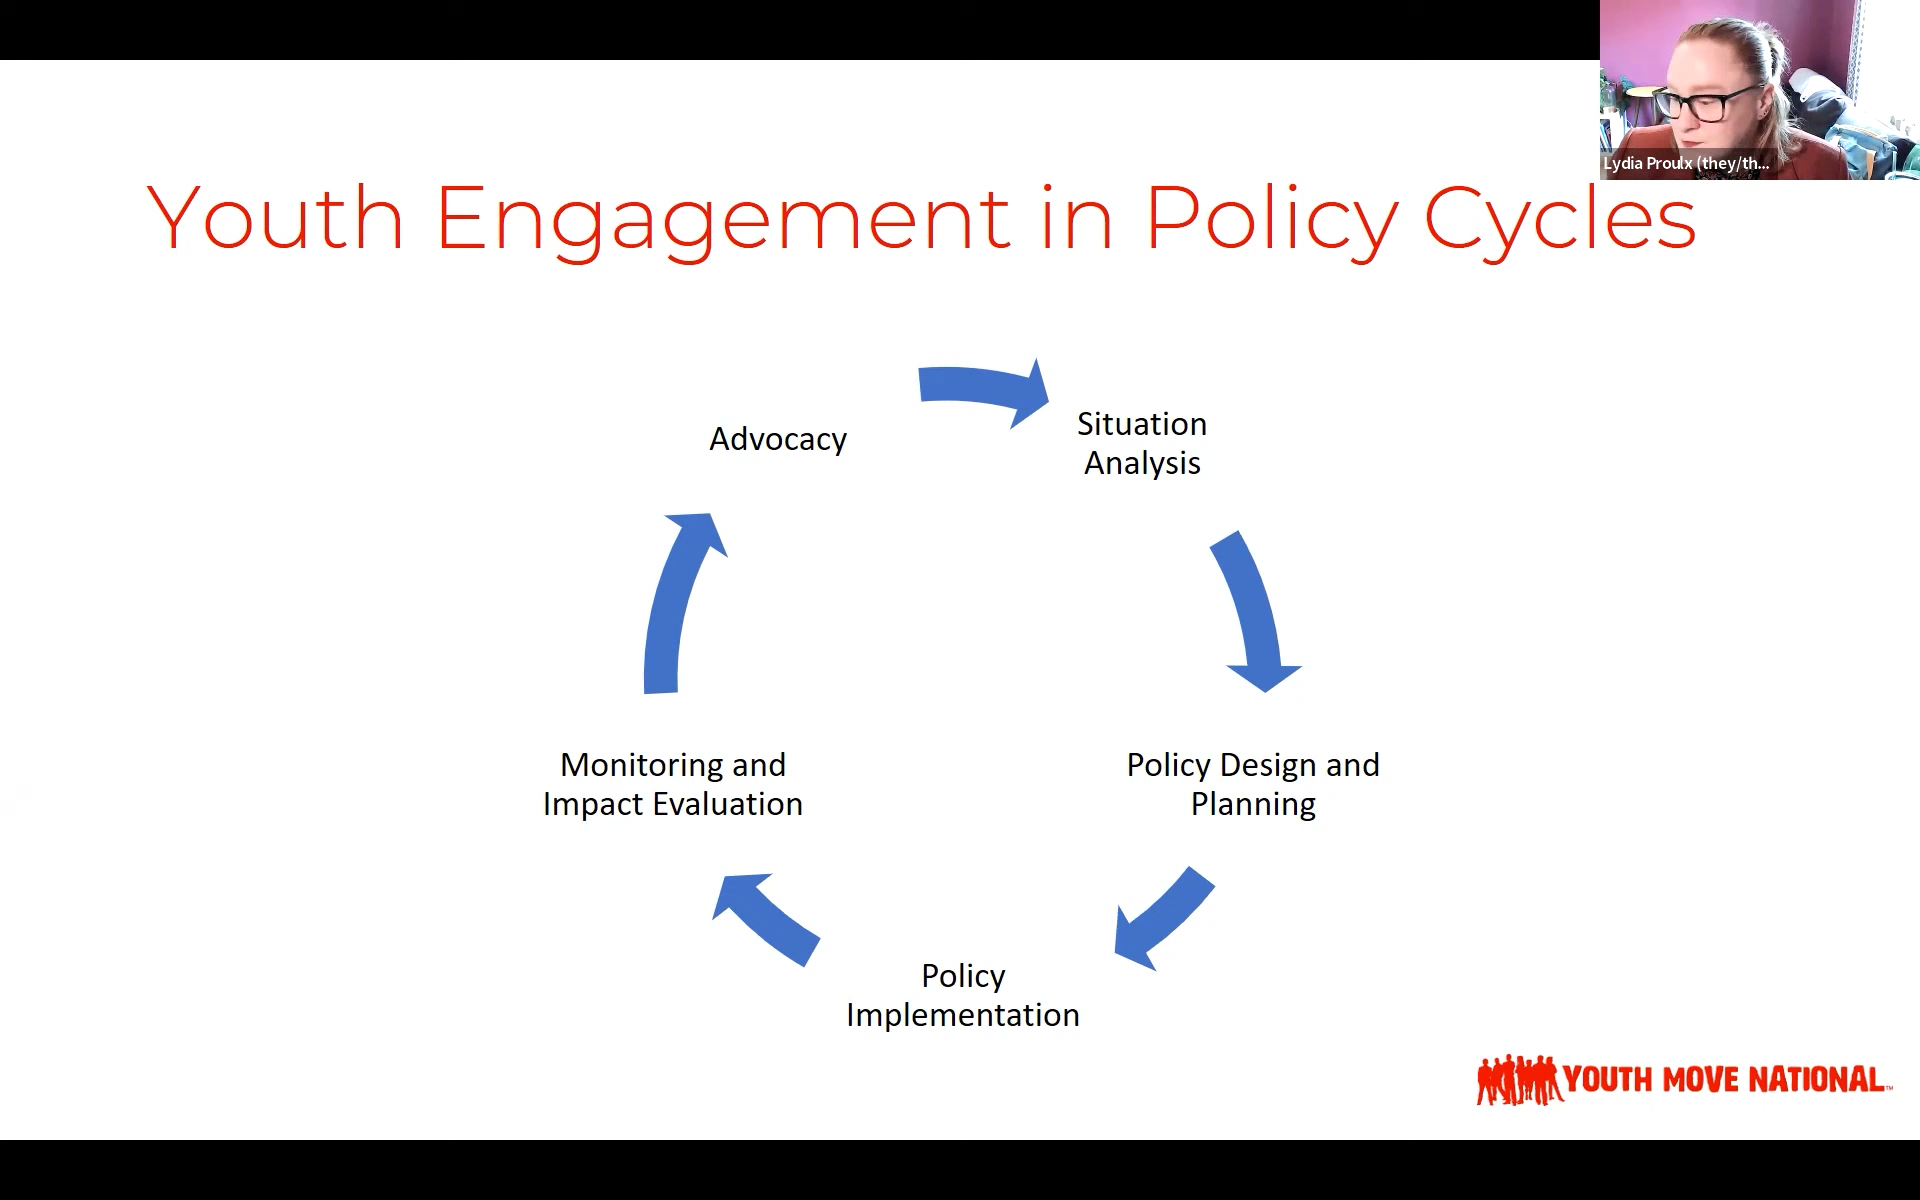 Lydia Proulx (they/th...
Youth Engagement in Policy Cycles
Advocacy
Situation
Analysis
Policy Design and
Planning
Policy
Implementation
Monitoring and
Impact Evaluation
YOUTH MOVE NATIONAL™